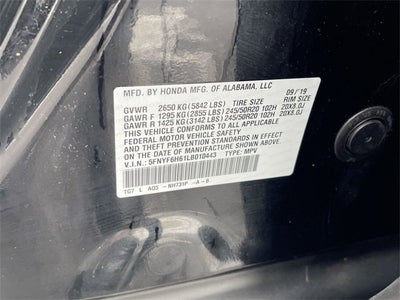 MFD. BY HONDA MFG. OF ALABAMA, LLC 09/19
GVWR 2650 KG(5842 LBS) TIRE SIZE RIM SIZE
GAWR F 1295 KG(2855 LBS) 245/50R20 102H 20X8.0J
GAWR R 1425 KG(3142 LBS) 245/50R20 102H 20X8.0J
THIS VEHICLE CONFORMS TO ALL APPLICABLE
FEDERAL MOTOR VEHICLE SAFETY
STANDARDS IN EFFECT ON THE DATE OF
MANUFACTURE SHOWN ABOVE.
V.I.N.: 5FNYF6H61LB010443 TYPE: MPV
TG7 L A05 - NH731P -A-B.